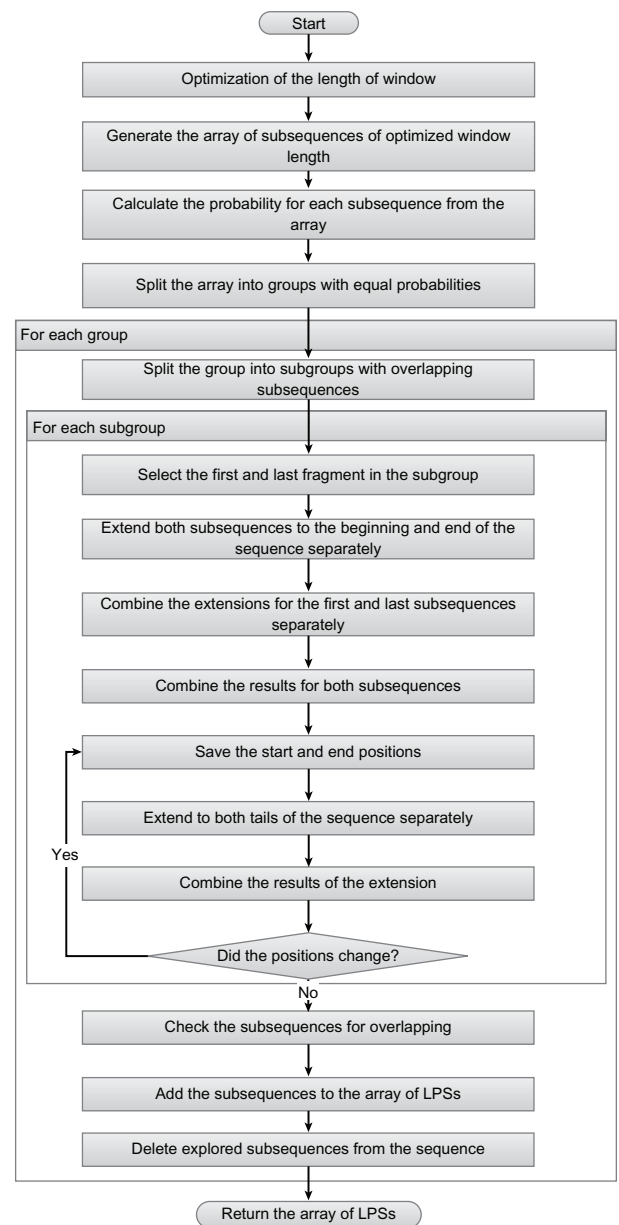 Start
Optimization of the length of window
Generate the array of subsequences of optimized window
length
Calculate the probability for each subsequence from the
array
Split the array into groups with equal probabilities
For each group
Split the group into subgroups with overlapping
subsequences
For each subgroup
Select the first and last fragment in the subgroup
Extend both subsequences to the beginning and end of the
sequence separately
Combine the extensions for the first and last subsequences
separately
Combine the results for both subsequences
Save the start and end positions
Extend to both tails of the sequence separately
Yes
Combine the results of the extension
Did the positions change?
No
Check the subsequences for overlapping
Add the subsequences to the array of LPSs
Delete explored subsequences from the sequence
Return the array of LPSs